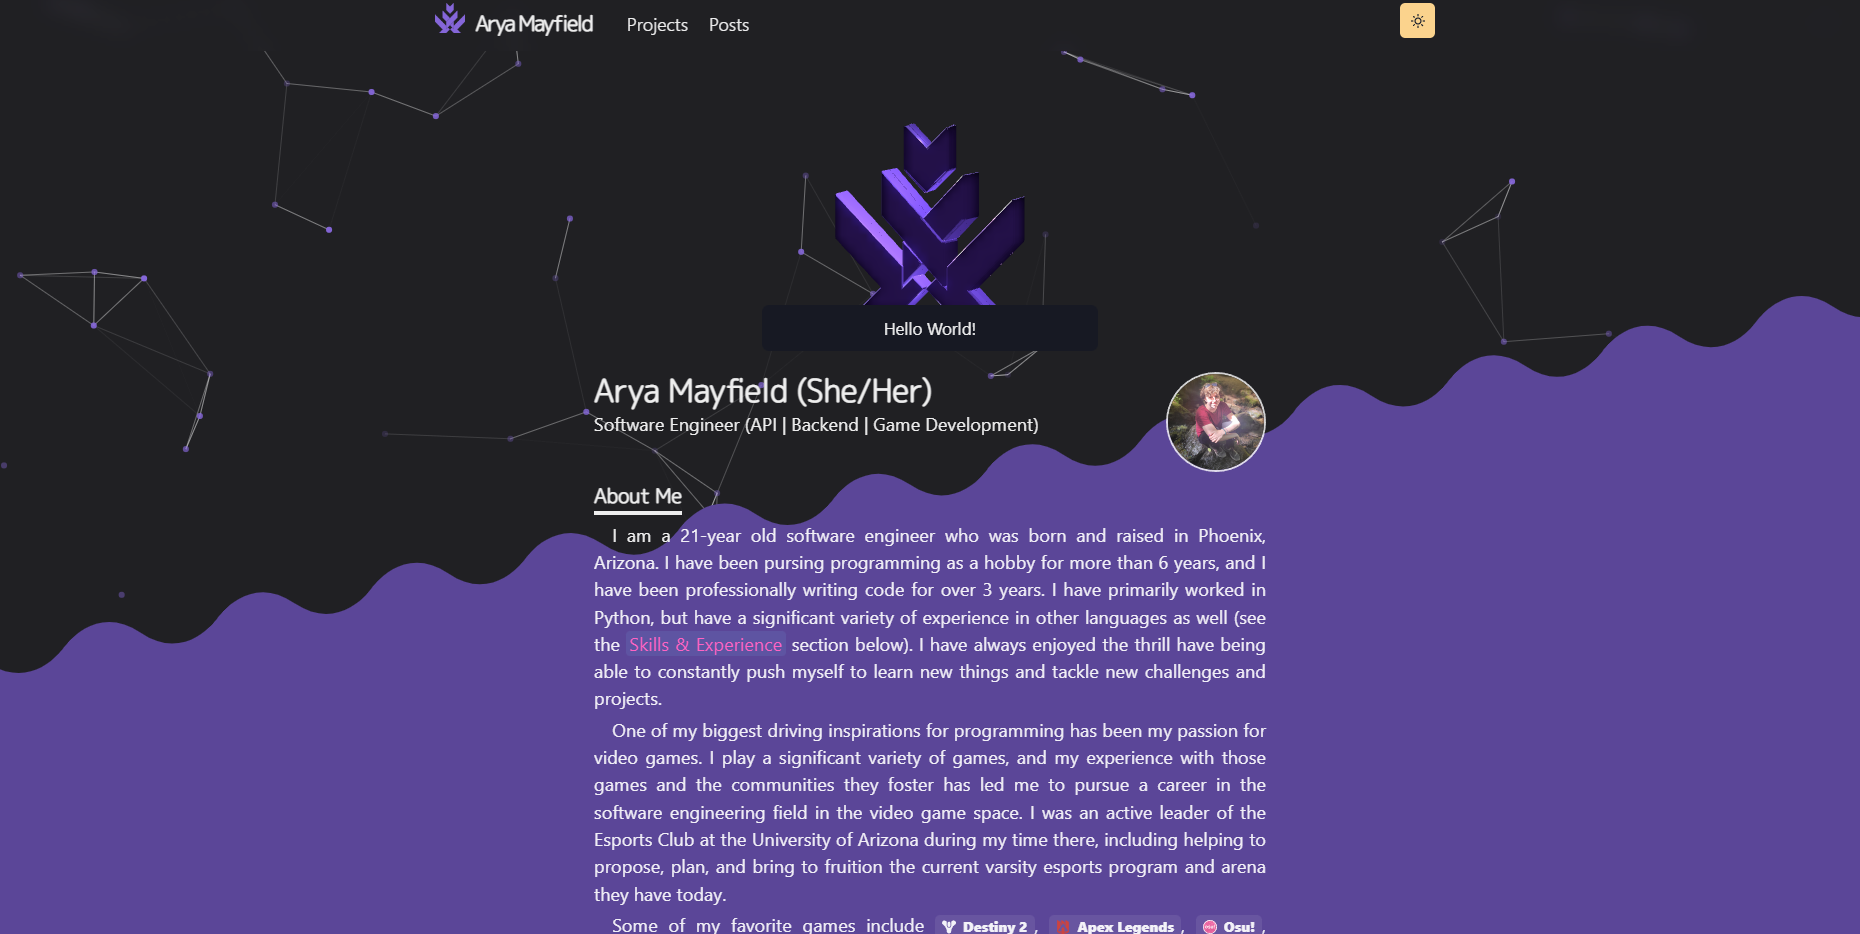 Arya Mayfield
Projects
Posts
Hello World!
Arya Mayfield (She/Her)
Software Engineer (API | Backend | Game Development)
About Me
I am a 21-year old software engineer who was born and raised in Phoenix,
Arizona. I have been pursing programming as a hobby for more than 6 years, and I
have been professionally writing code for over 3 years. I have primarily worked in
Python, but have a significant variety of experience in other languages as well (see
the Skills & Experience section below). I have always enjoyed the thrill have being
able to constantly push myself to learn new things and tackle new challenges and
projects.
One of my biggest driving inspirations for programming has been my passion for
video games. I play a significant variety of games, and my experience with those
games and the communities they foster has led me to pursue a career in the
software engineering field in the video game space. I was an active leader of the
Esports Club at the University of Arizona during my time there, including helping to
propose, plan, and bring to fruition the current varsity esports program and arena
they have today.
Some of my favorite games include Destiny 2, Apex Legends, Osu!,